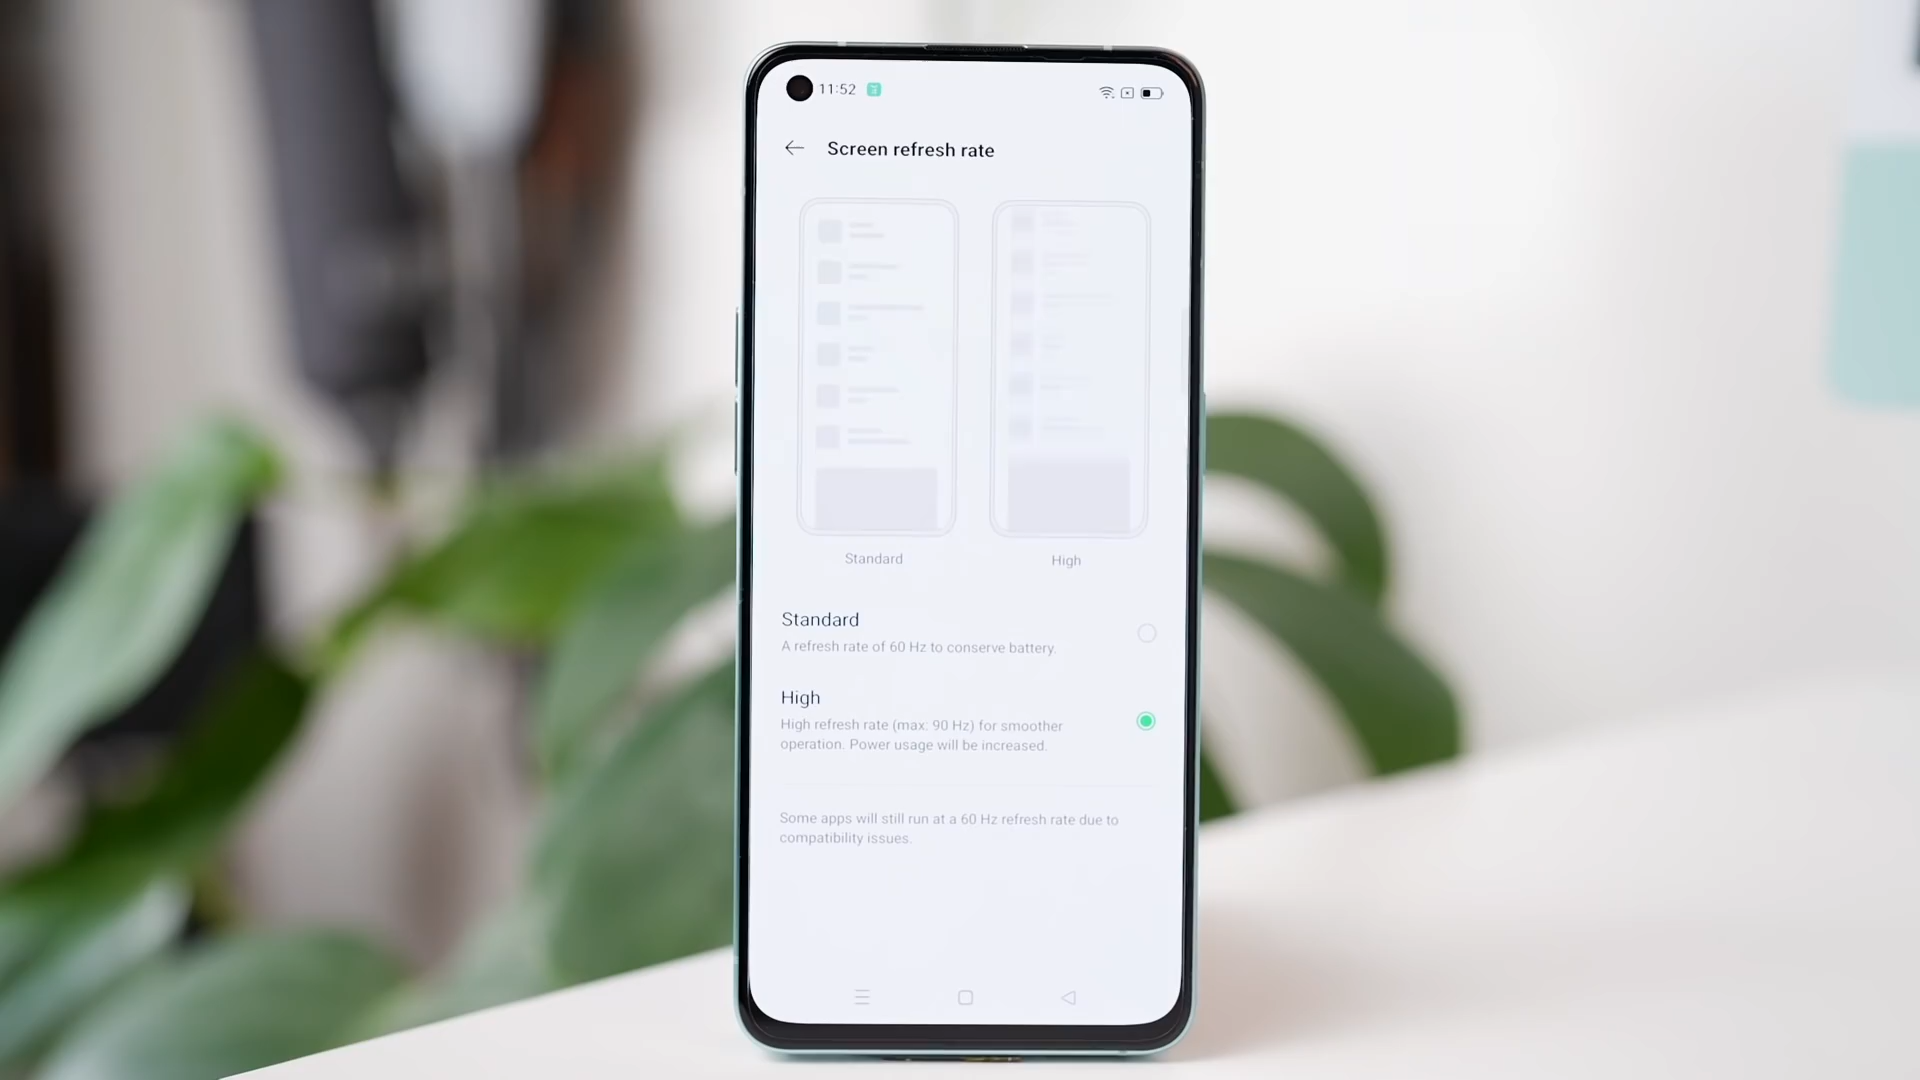 11:52
Screen refresh rate
Standard
High
Standard
A refresh rate of 60 Hz to conserve battery.
High
High refresh rate (max: 90 Hz) for smoother
operation. Power usage will be increased.
Some apps will still run at a 60 Hz refresh rate due to
compatibility issues.